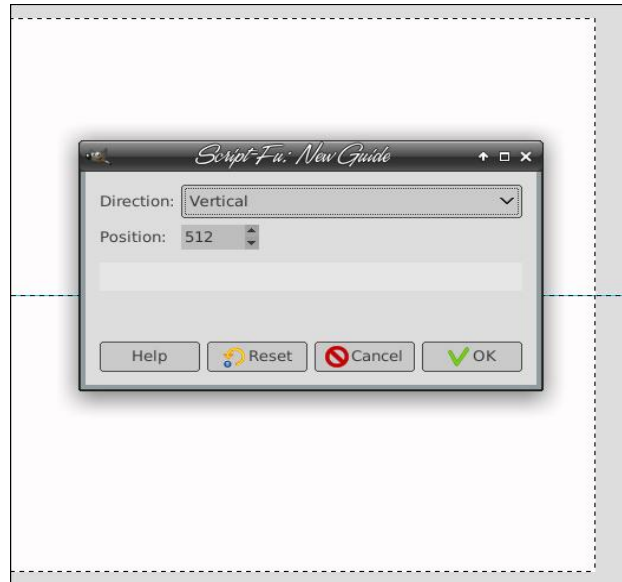 Script-Fu: New Guide
Direction: Vertical
Position: 512
Help Reset Cancel OK